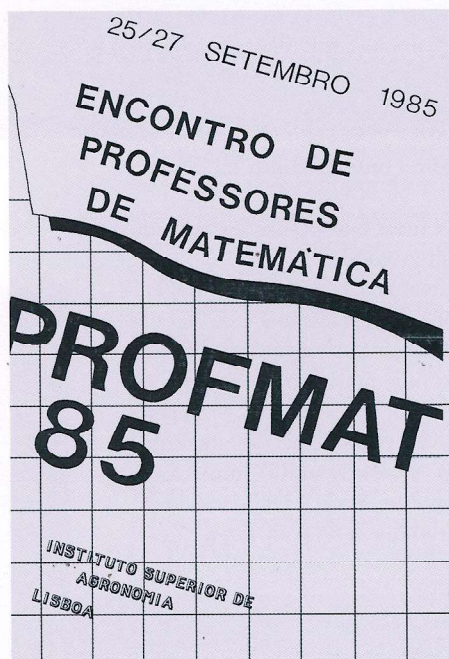 25/27 SETEMBRO 1985
ENCONTRO DE
PROFESSORES
DE MATEMÁTICA
PROFMAT
85
INSTITUTO SUPERIOR DE
AGRONOMIA
LISBOA